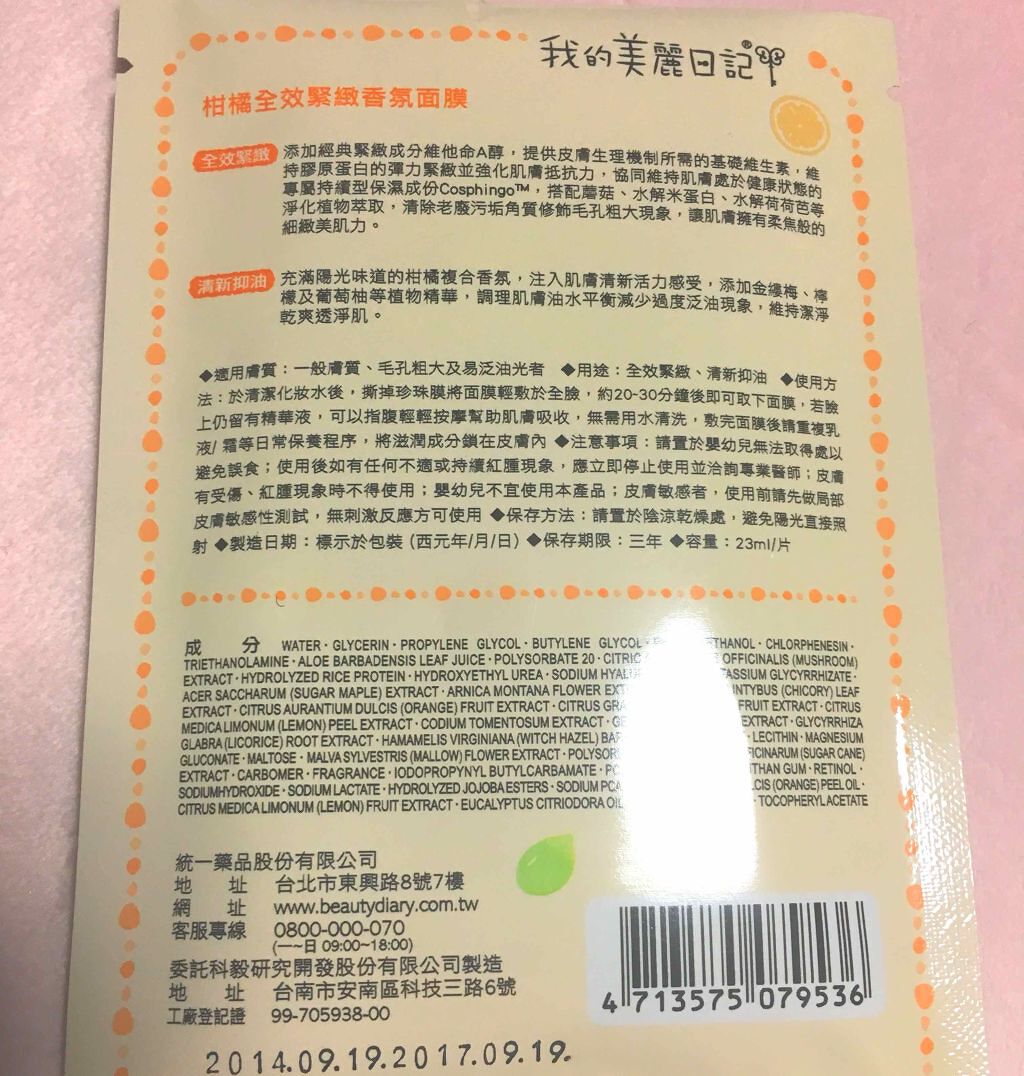 我的美麗日記®
柑橘全效緊緻香氛面膜
全效緊緻 添加經典緊緻成分維他命A醇，提供皮膚生理機制所需的基礎維生素，維
持膠原蛋白的彈力緊緻並強化肌膚抵抗力，協同維持肌膚處於健康狀態的
專屬持續型保濕成份Cosphingo™，搭配蘑菇、水解米蛋白、水解荷荷芭等
淨化植物萃取，清除老廢污垢角質修飾毛孔粗大現象，讓肌膚擁有柔焦般的
細緻美肌力。
清新抑油 充滿陽光味道的柑橘複合香氛，注入肌膚清新活力感受，添加金縷梅、檸
檬及葡萄柚等植物精華，調理肌膚油水平衡減少過度泛油現象，維持潔淨
乾爽透淨肌。
◆適用膚質：一般膚質、毛孔粗大及易泛油光者 ◆用途：全效緊緻、清新抑油 ◆使用方
法：於清潔化妝水後，撕掉珍珠膜將面膜輕敷於全臉，約20-30分鐘後即可取下面膜，若臉
上仍留有精華液，可以指腹輕輕按摩幫助肌膚吸收，無需用水清洗，敷完面膜後請重複乳
液/ 霜等日常保養程序，將滋潤成分鎖在皮膚內 ◆注意事項：請置於嬰幼兒無法取得處以
避免誤食；使用後如有任何不適或持續紅腫現象，應立即停止使用並洽詢專業醫師；皮膚
有受傷、紅腫現象時不得使用；嬰幼兒不宜使用本產品；皮膚敏感者，使用前請先做局部
皮膚敏感性測試，無刺激反應方可使用 ◆保存方法：請置於陰涼乾燥處，避免陽光直接照
射 ◆製造日期：標示於包裝 (西元年/月/日) ◆保存期限：三年 ◆容量：23ml/片
成 分 WATER · GLYCERIN · PROPYLENE GLYCOL · BUTYLENE GLYCOL · CHLORPHENESIN ·
TRIETHANOLAMINE · ALOE BARBADENSIS LEAF JUICE · POLYSORBATE 20 · CITRIC OFFICINALIS (MUSHROOM)
EXTRACT · HYDROLYZED RICE PROTEIN · HYDROXYETHYL UREA · SODIUM GLYCYRRHIZATE ·
ACER SACCHARUM (SUGAR MAPLE) EXTRACT · ARNICA MONTANA FLOWER (CHICORY) LEAF
EXTRACT · CITRUS AURANTIUM DULCIS (ORANGE) FRUIT EXTRACT · CITRUS FRUIT EXTRACT · CITRUS
MEDICA LIMONUM (LEMON) PEEL EXTRACT · CODIUM TOMENTOSUM EXTRACT · EXTRACT · GLYCYRRHIZA
GLABRA (LICORICE) ROOT EXTRACT · HAMAMELIS VIRGINIANA (WITCH HAZEL) · LECITHIN · MAGNESIUM
GLUCONATE · MALTOSE · MALVA SYLVESTRIS (MALLOW) FLOWER EXTRACT · (SUGAR CANE)
EXTRACT · CARBOMER · FRAGRANCE · IODOPROPYNYL BUTYLCARBAMATE · GUM · RETINOL ·
SODIUMHYDROXIDE · SODIUM LACTATE · HYDROLYZED JOJOBA ESTERS · SODIUM (ORANGE) PEEL OIL ·
CITRUS MEDICA LIMONUM (LEMON) FRUIT EXTRACT · EUCALYPTUS CITRIODORA OIL · TOCOPHERYL ACETATE
統一藥品股份有限公司
地 址 台北市東興路8號7樓
網 址 www.beautydiary.com.tw
客服專線 0800-000-070
(一~日 09:00~18:00)
委託科毅研究開發股份有限公司製造
地 址 台南市安南區科技三路6號
工廠登記證 99-705938-00
4 713575 079536
2014.09.19.2017.09.19.